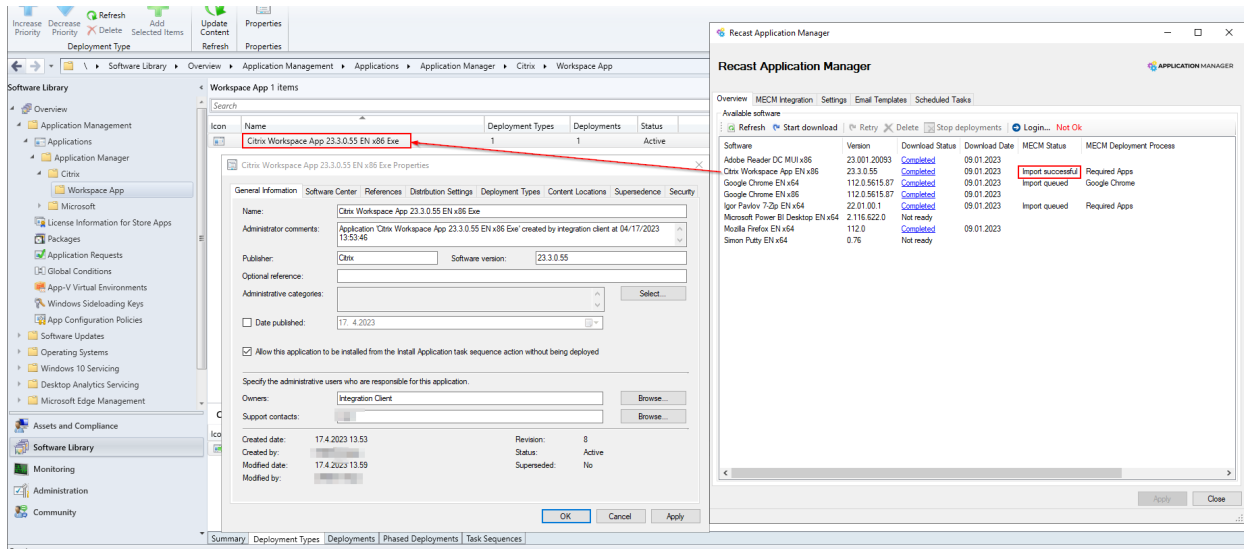 Increase Priority
Decrease Priority
Refresh
Delete
Add Selected Items
Update Content
Properties
Deployment Type
Refresh
Properties
\ Software Library Overview Application Management Applications Application Manager Citrix Workspace App
Software Library
Overview
Application Management
Applications
Application Manager
Citrix
Workspace App
Microsoft
License Information for Store Apps
Packages
Application Requests
Global Conditions
App-V Virtual Environments
Windows Sideloading Keys
App Configuration Policies
Software Updates
Operating Systems
Windows 10 Servicing
Desktop Analytics Servicing
Microsoft Edge Management
Assets and Compliance
Software Library
Monitoring
Administration
Community
Workspace App 1 items
Search
Icon Name Deployment Types Deployments Status
Citrix Workspace App 23.3.0.55 EN x86 Exe 1 1 Active
C
Ico
Citrix Workspace App 23.3.0.55 EN x86 Exe Properties
General Information Software Center References Distribution Settings Deployment Types Content Locations Supersedence Security
Name: Citrix Workspace App 23.3.0.55 EN x86 Exe
Administrator comments: Application 'Citrix Workspace App 23.3.0.55 EN x86 Exe' created by integration client at 04/17/2023
13:53:46
Publisher: Citrix Software version: 23.3.0.55
Optional reference:
Administrative categories: Select...
Date published: 17. 4.2023
Allow this application to be installed from the Install Application task sequence action without being deployed
Specify the administrative users who are responsible for this application.
Owners: Integration Client Browse...
Support contacts: Browse...
Created date: 17.4.2023 13.53 Revision: 8
Created by: Status: Active
Modified date: 17.4.2023 13.59 Superseded: No
Modified by:
OK Cancel Apply
Summary Deployment Types Deployments Phased Deployments Task Sequences
Recast Application Manager
Recast Application Manager
APPLICATION MANAGER
Overview MECM Integration Settings Email Templates Scheduled Tasks
Available software
Refresh Start download Retry Delete Stop deployments Login... Not Ok
Software Version Download Status Download Date MECM Status MECM Deployment Process
Adobe Reader DC MUI x86 23.001.20093 Completed 09.01.2023
Citrix Workspace App EN x86 23.3.0.55 Completed 09.01.2023 Import successful Required Apps
Google Chrome EN x64 112.0.5615.87 Completed 09.01.2023 Import queued Google Chrome
Google Chrome EN x86 112.0.5615.87 Completed 09.01.2023
Igor Pavlov 7-Zip EN x64 22.01.00.1 Completed 09.01.2023 Import queued Required Apps
Microsoft Power BI Desktop EN x64 2.116.622.0 Not ready
Mozilla Firefox EN x64 112.0 Completed 09.01.2023
Simon Putty EN x64 0.76 Not ready
Apply Close